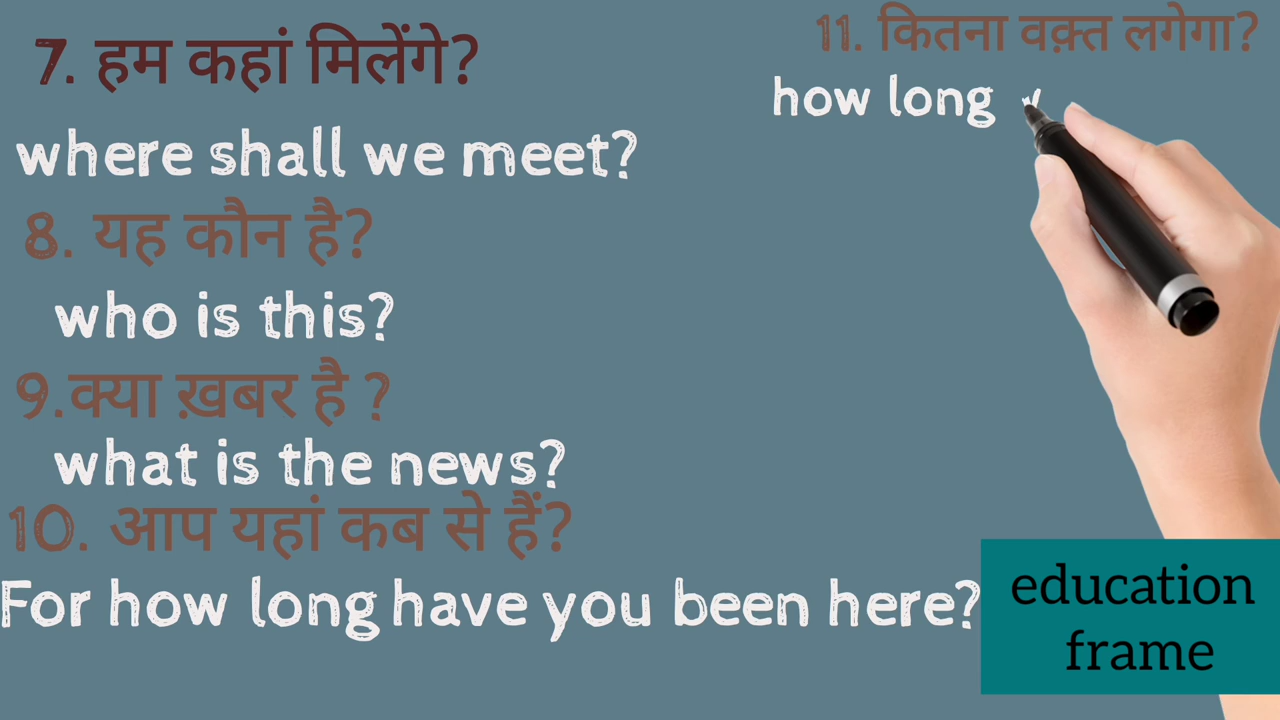 7. हम कहां मिलेंगे?
where shall we meet?
8. यह कौन है?
who is this?
9.क्या ख़बर है ?
what is the news?
10. आप यहां कब से हैं?
For how long have you been here?
11. कितना वक़्त लगेगा?
how long
education
frame